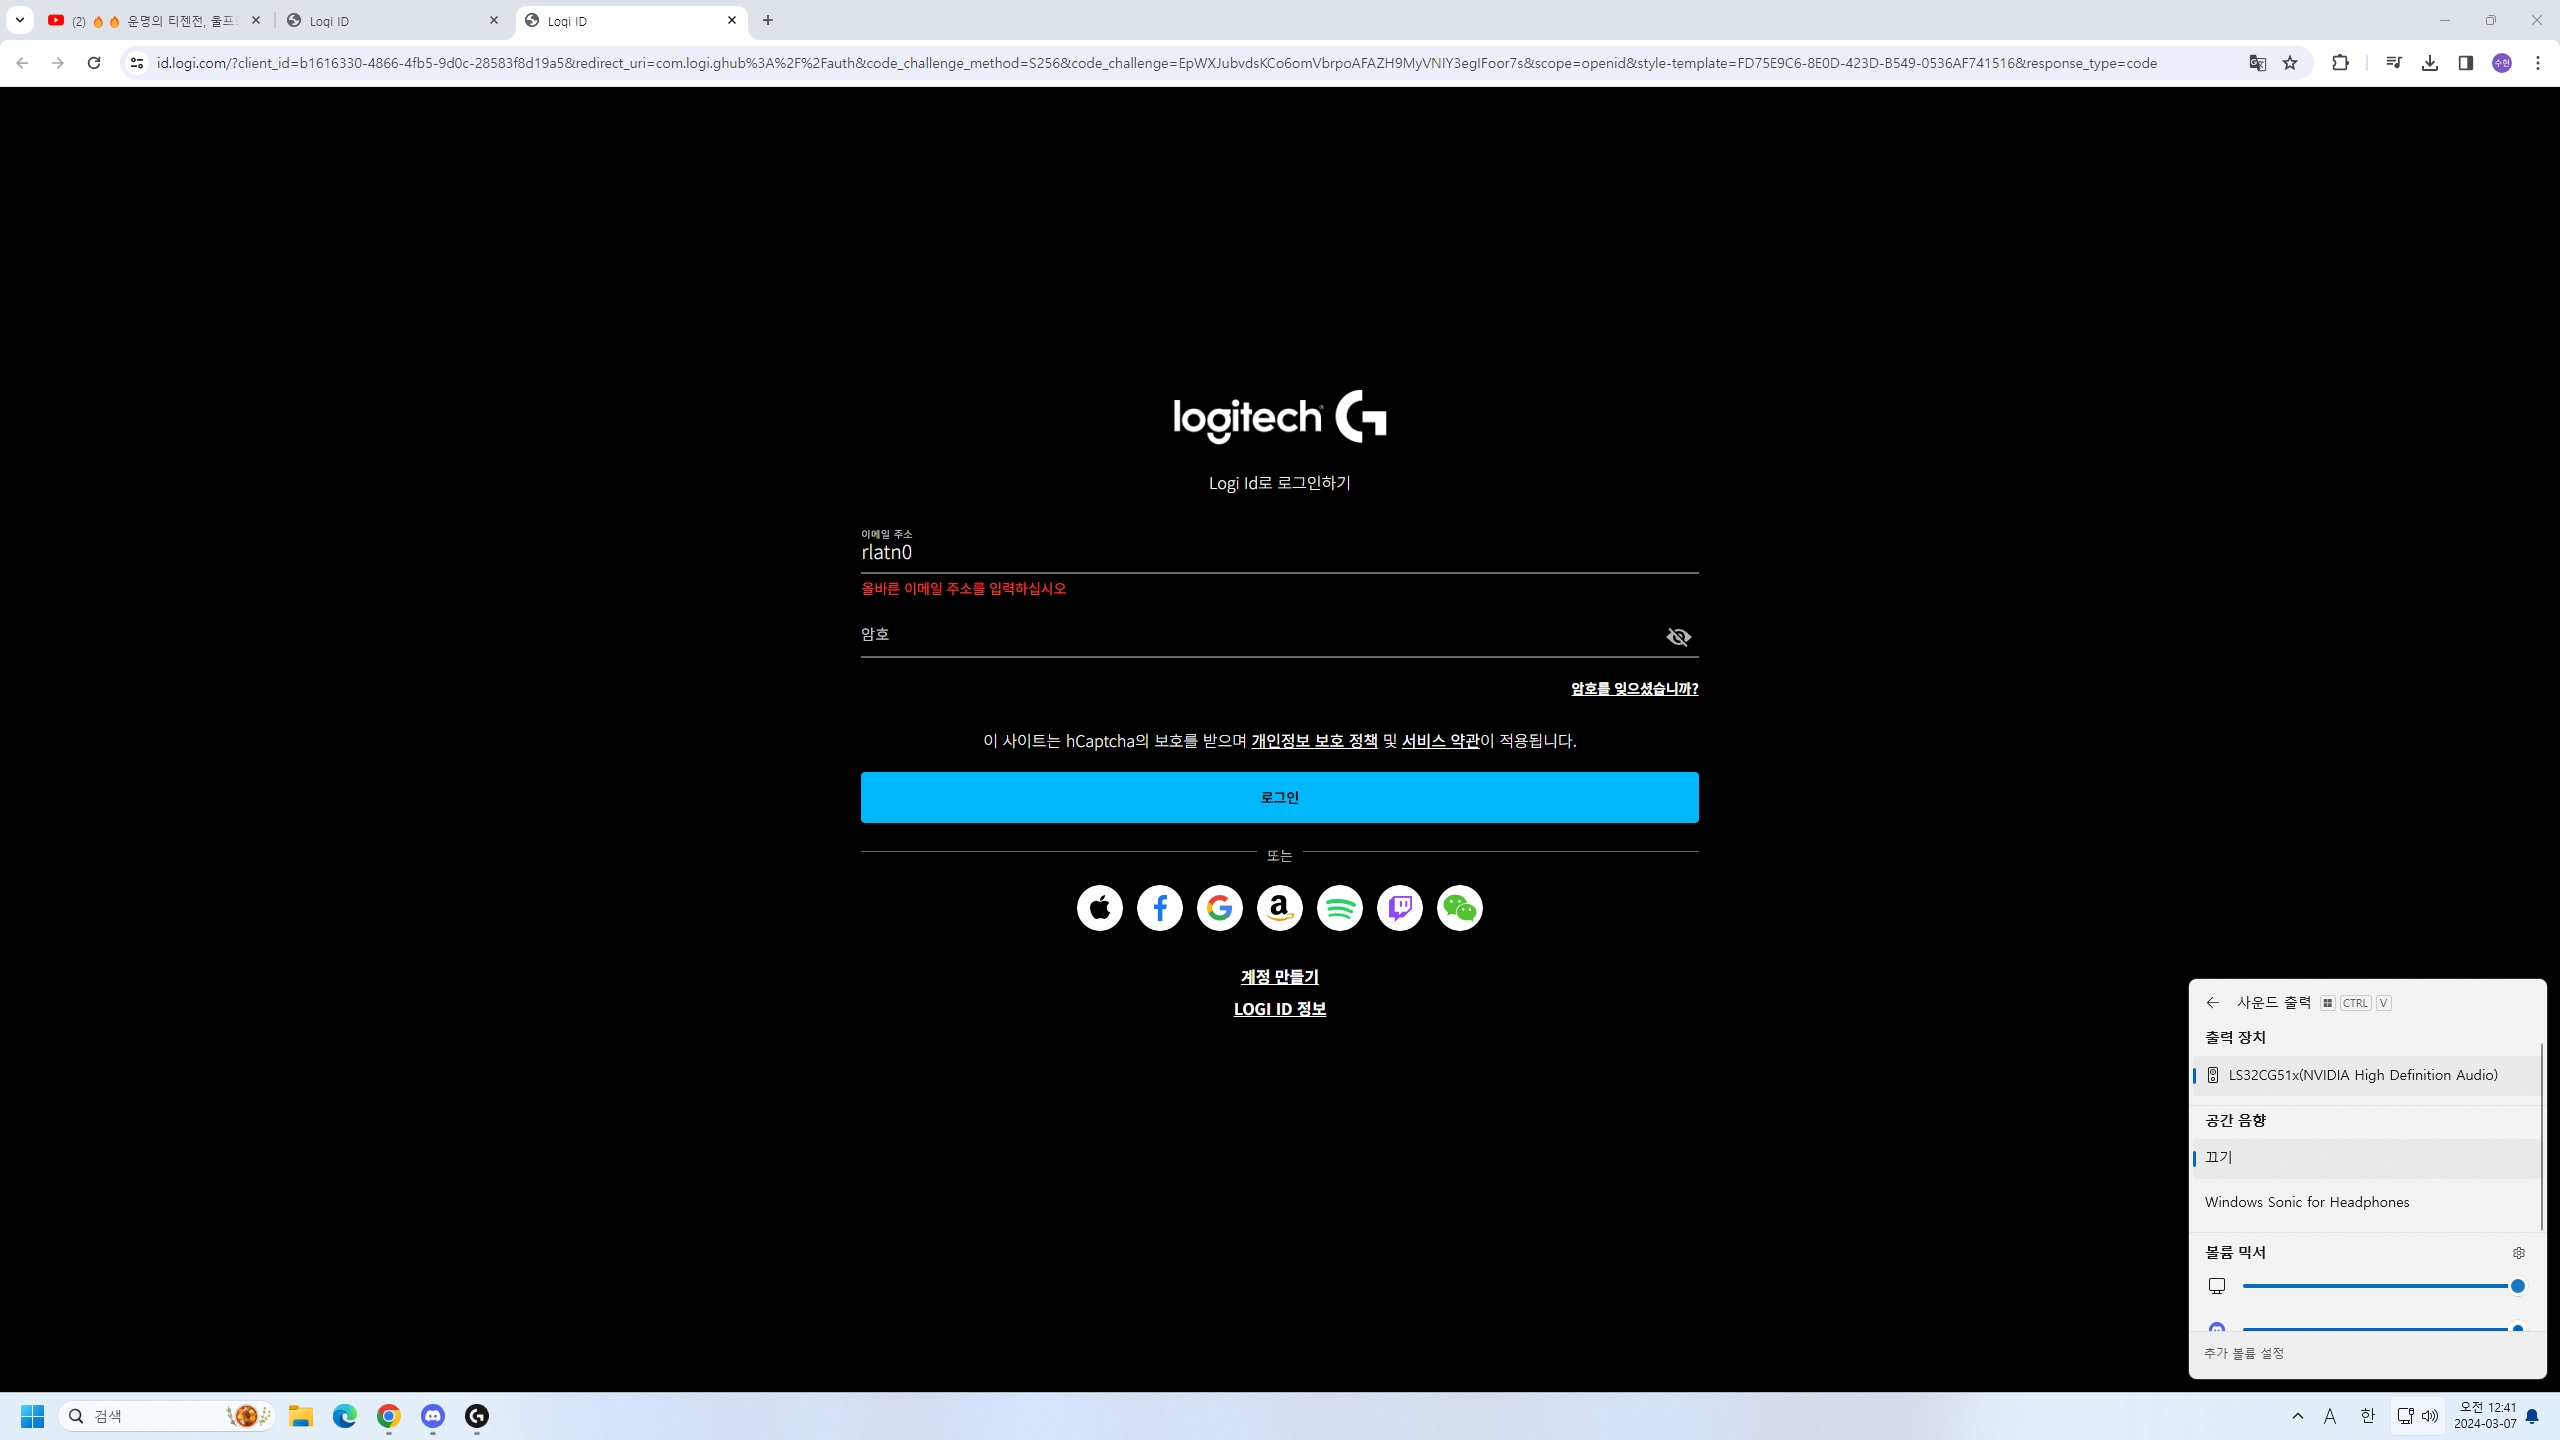 (2) 🔥🔥 운명의 티젠전, 울프
Logi ID
Logi ID
id.logi.com/?client_id=b1616330-4866-4fb5-9d0c-28583f8d19a5&redirect_uri=com.logi.ghub%3A%2F%2Fauth&code_challenge_method=S256&code_challenge=EpWXJubvdsKCo6omVbrpoAFAZH9MyVNIY3egIFoor7s&scope=openid&style-template=FD75E9C6-8E0D-423D-B549-0536AF741516&response_type=code
수현
logitech G
Logi Id로 로그인하기
이메일 주소
rlatn0
올바른 이메일 주소를 입력하십시오
암호
암호를 잊으셨습니까?
이 사이트는 hCaptcha의 보호를 받으며 개인정보 보호 정책 및 서비스 약관이 적용됩니다.
로그인
또는
계정 만들기
LOGI ID 정보
사운드 출력 CTRL V
출력 장치
LS32CG51x(NVIDIA High Definition Audio)
공간 음향
끄기
Windows Sonic for Headphones
볼륨 믹서
추가 볼륨 설정
검색
A 한
오전 12:41
2024-03-07